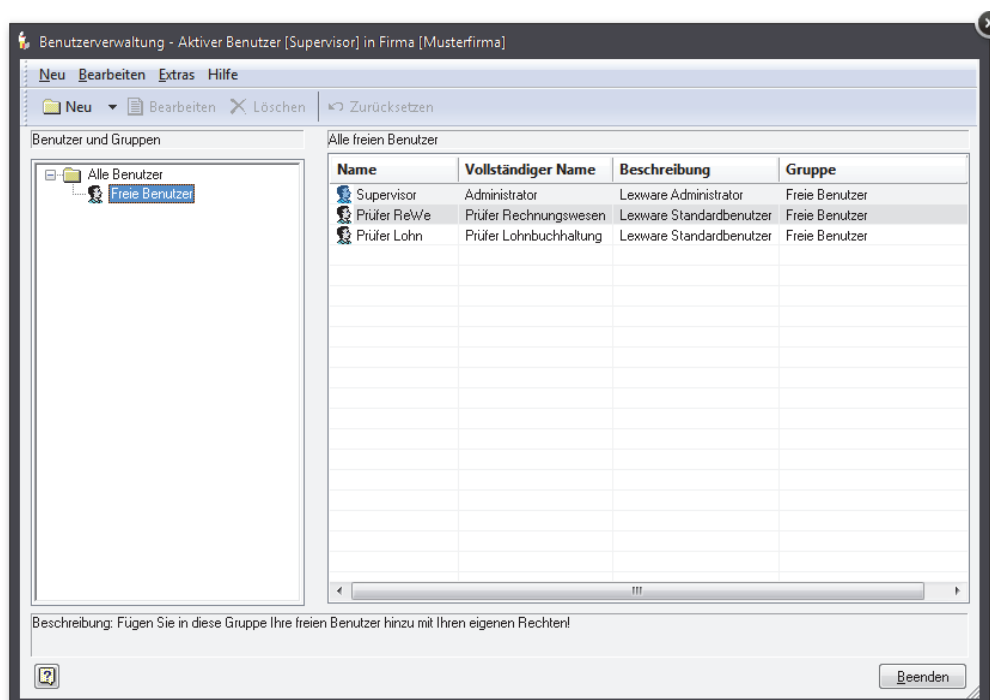 Benutzerverwaltung - Aktiver Benutzer [Supervisor] in Firma [Musterfirma]
Neu Bearbeiten Extras Hilfe
Neu Bearbeiten Löschen Zurücksetzen
Benutzer und Gruppen
Alle Benutzer
Freie Benutzer
Alle freien Benutzer
Name Vollständiger Name Beschreibung Gruppe
Supervisor Administrator Lexware Administrator Freie Benutzer
Prüfer ReWe Prüfer Rechnungswesen Lexware Standardbenutzer Freie Benutzer
Prüfer Lohn Prüfer Lohnbuchhaltung Lexware Standardbenutzer Freie Benutzer
Beschreibung: Fügen Sie in diese Gruppe Ihre freien Benutzer hinzu mit Ihren eigenen Rechten!
Beenden